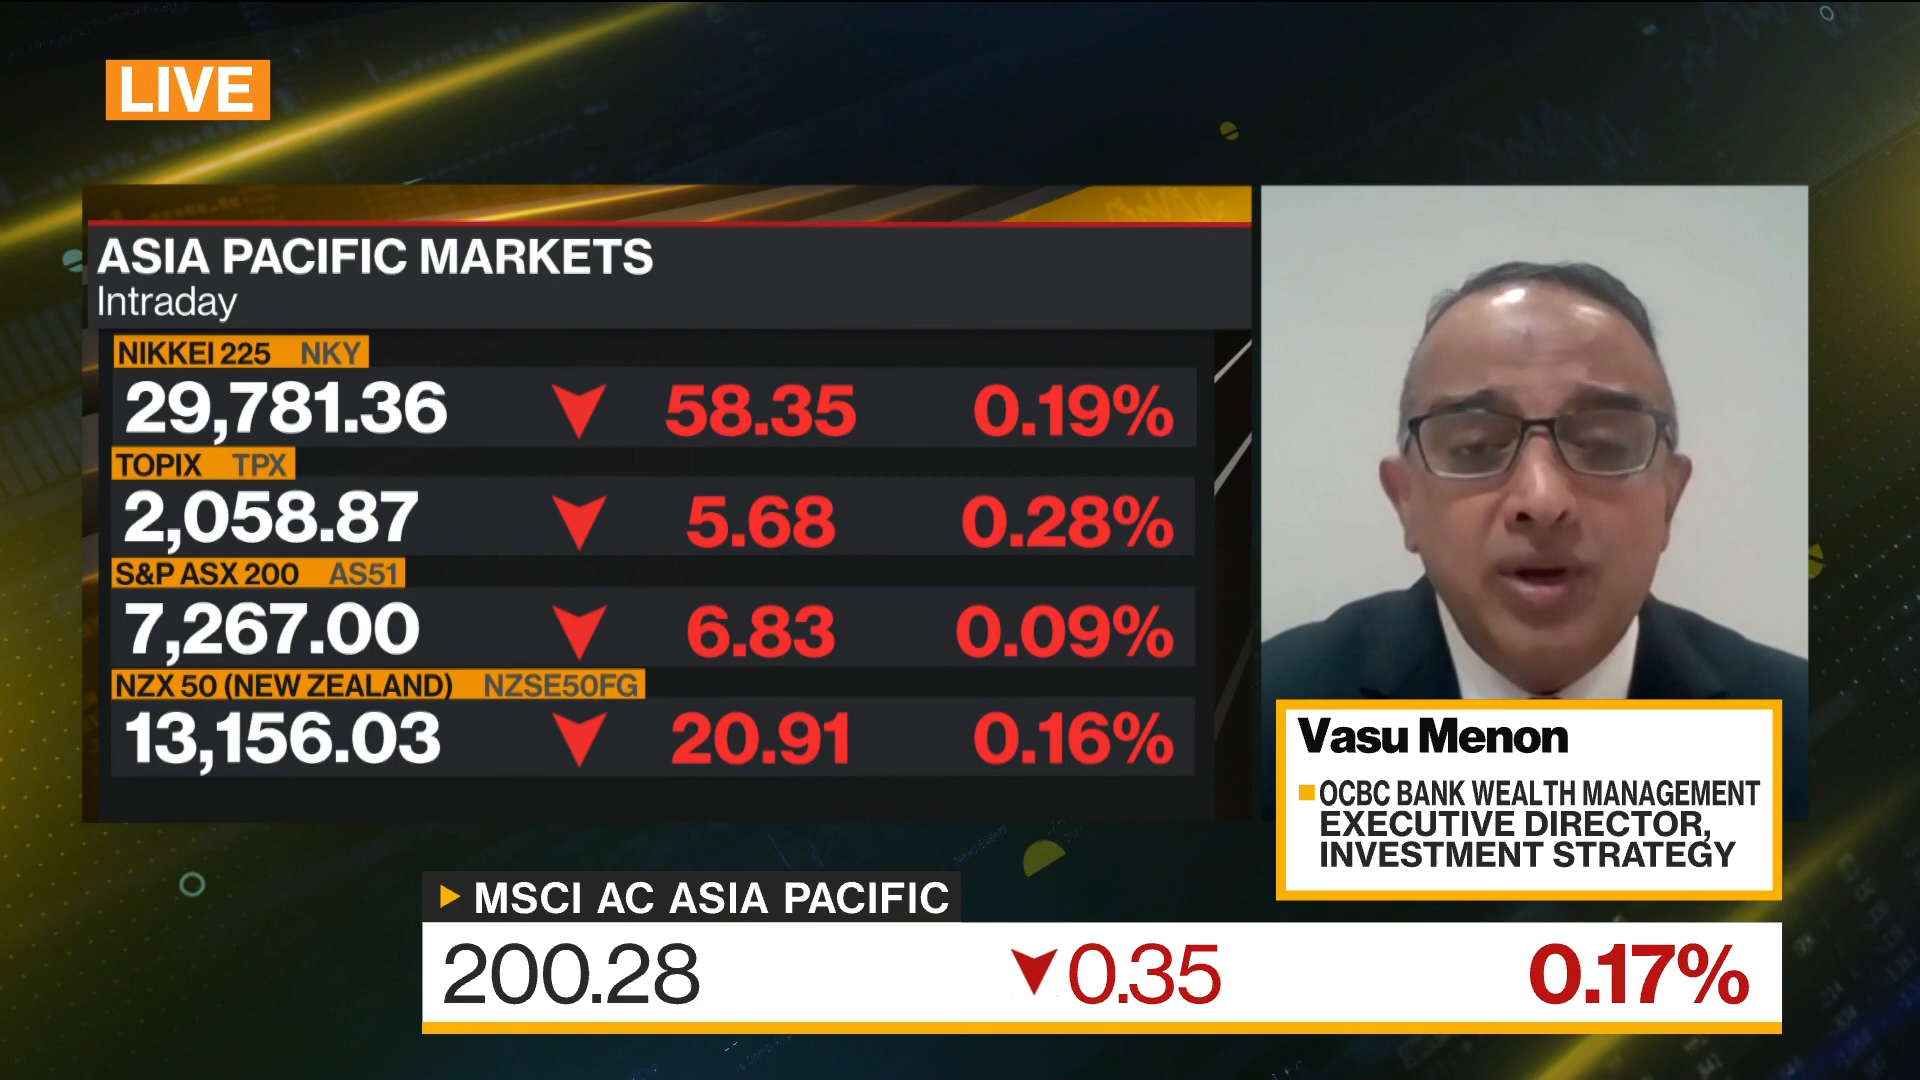 LIVE
ASIA PACIFIC MARKETS
Intraday
NIKKEI 225 NKY
29,781.36 58.35 0.19%
TOPIX TPX
2,058.87 5.68 0.28%
S&P ASX 200 AS51
7,267.00 6.83 0.09%
NZX 50 (NEW ZEALAND) NZSE50FG
13,156.03 20.91 0.16%
Vasu Menon
OCBC BANK WEALTH MANAGEMENT
EXECUTIVE DIRECTOR,
INVESTMENT STRATEGY
MSCI AC ASIA PACIFIC
200.28 0.35 0.17%